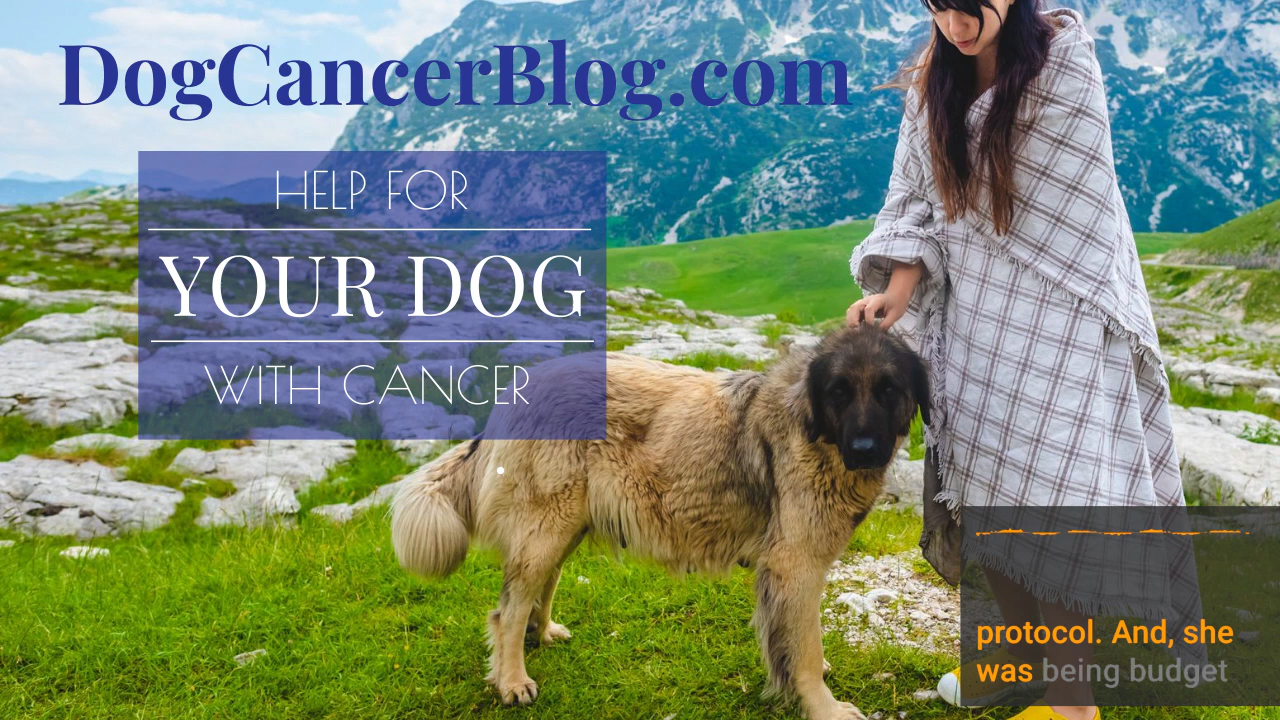 DogCancerBlog.com
HELP FOR
YOUR DOG
WITH CANCER
protocol. And, she
was being budget